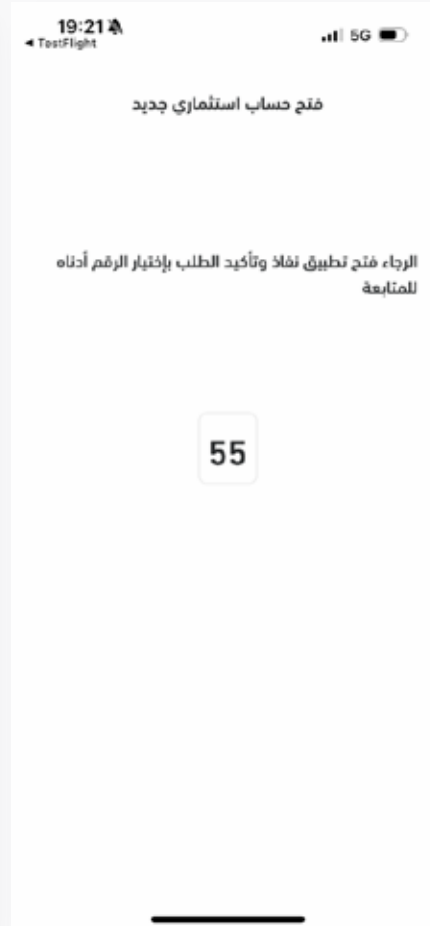 19:21
5G
◀ TestFlight
فتح حساب استثماري جديد
الرجاء فتح تطبيق نفاذ وتأكيد الطلب بإختيار الرقم أدناه
للمتابعة
55